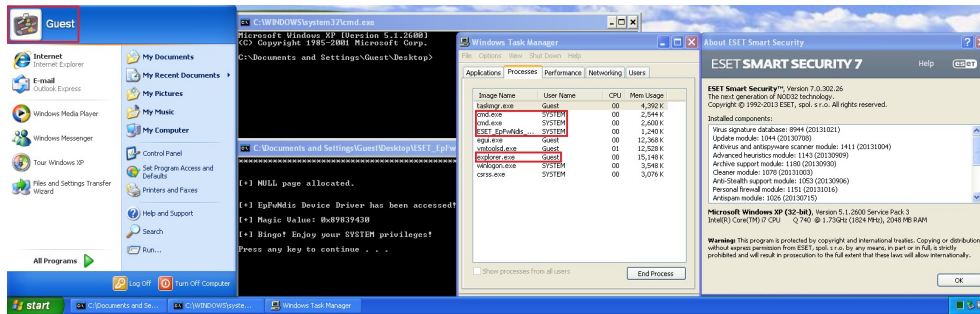 Guest
Internet
Internet Explorer
E-mail
Outlook Express
Windows Media Player
Windows Messenger
Tour Windows XP
Files and Settings Transfer
Wizard
All Programs
My Documents
My Recent Documents
My Pictures
My Music
My Computer
Control Panel
Set Program Access and
Defaults
Printers and Faxes
Help and Support
Search
Run...
Log Off
Turn Off Computer
C:\WINDOWS\system32\cmd.exe
Microsoft Windows XP [Version 5.1.2600]
(C) Copyright 1985-2001 Microsoft Corp.
C:\Documents and Settings\Guest\Desktop>
C:\Documents and Settings\Guest\Desktop\ESET_EpFw
[+] NULL page allocated.
[+] EpFwNdis Device Driver has been accessed!
[+] Magic Value: 0x89839430
[+] Bingo! Enjoy your SYSTEM privileges!
Press any key to continue . . .
Windows Task Manager
File Options View Shut Down Help
Applications Processes Performance Networking Users
Image Name User Name CPU Mem Usage
taskmgr.exe Guest 00 4,392 K
cmd.exe SYSTEM 00 2,544 K
cmd.exe SYSTEM 00 2,600 K
ESET_EpFwNdis_... SYSTEM 00 1,240 K
egui.exe Guest 00 12,368 K
vmtoolsd.exe Guest 01 12,528 K
explorer.exe Guest 00 15,148 K
winlogon.exe SYSTEM 00 3,548 K
csrss.exe SYSTEM 00 3,076 K
Show processes from all users
End Process
About ESET Smart Security
ESET SMART SECURITY 7
Help
eset
ESET Smart Security™, Version 7.0.302.26
The next generation of NOD32 technology.
Copyright © 1992-2013 ESET, spol. s r.o. All rights reserved.
Installed components:
Virus signature database: 8944 (20131021)
Update module: 1044 (20130708)
Antivirus and antispyware scanner module: 1411 (20131004)
Advanced heuristics module: 1143 (20130909)
Archive support module: 1180 (20130930)
Cleaner module: 1078 (20131003)
Anti-Stealth support module: 1053 (20130906)
Personal firewall module: 1151 (20131016)
Antispam module: 1026 (20130715)
Microsoft Windows XP (32-bit), Version 5.1.2600 Service Pack 3
Intel(R) Core(TM) i7 CPU Q 740 @ 1.73GHz (1824 MHz), 2048 MB RAM
Warning: This program is protected by copyright and international treaties. Copying or distribution
without express permission from ESET, spol. s r.o. by any means, in part or in full, is strictly
prohibited and will result in prosecution to the full extent that these laws will allow internationally.
OK
start
C:\Documents and Se...
C:\WINDOWS\syste...
Windows Task Manager